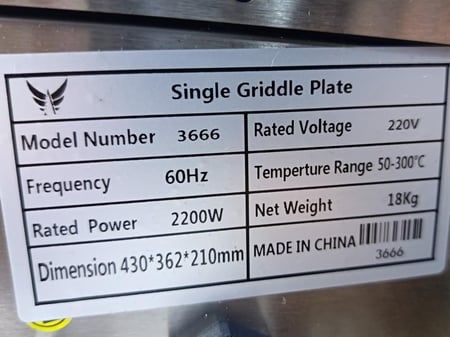 Single Griddle Plate
Model Number 3666
Rated Voltage 220V
Frequency 60Hz
Temperture Range 50-300℃
Rated Power 2200W
Net Weight 18Kg
Dimension 430*362*210mm
MADE IN CHINA
3666